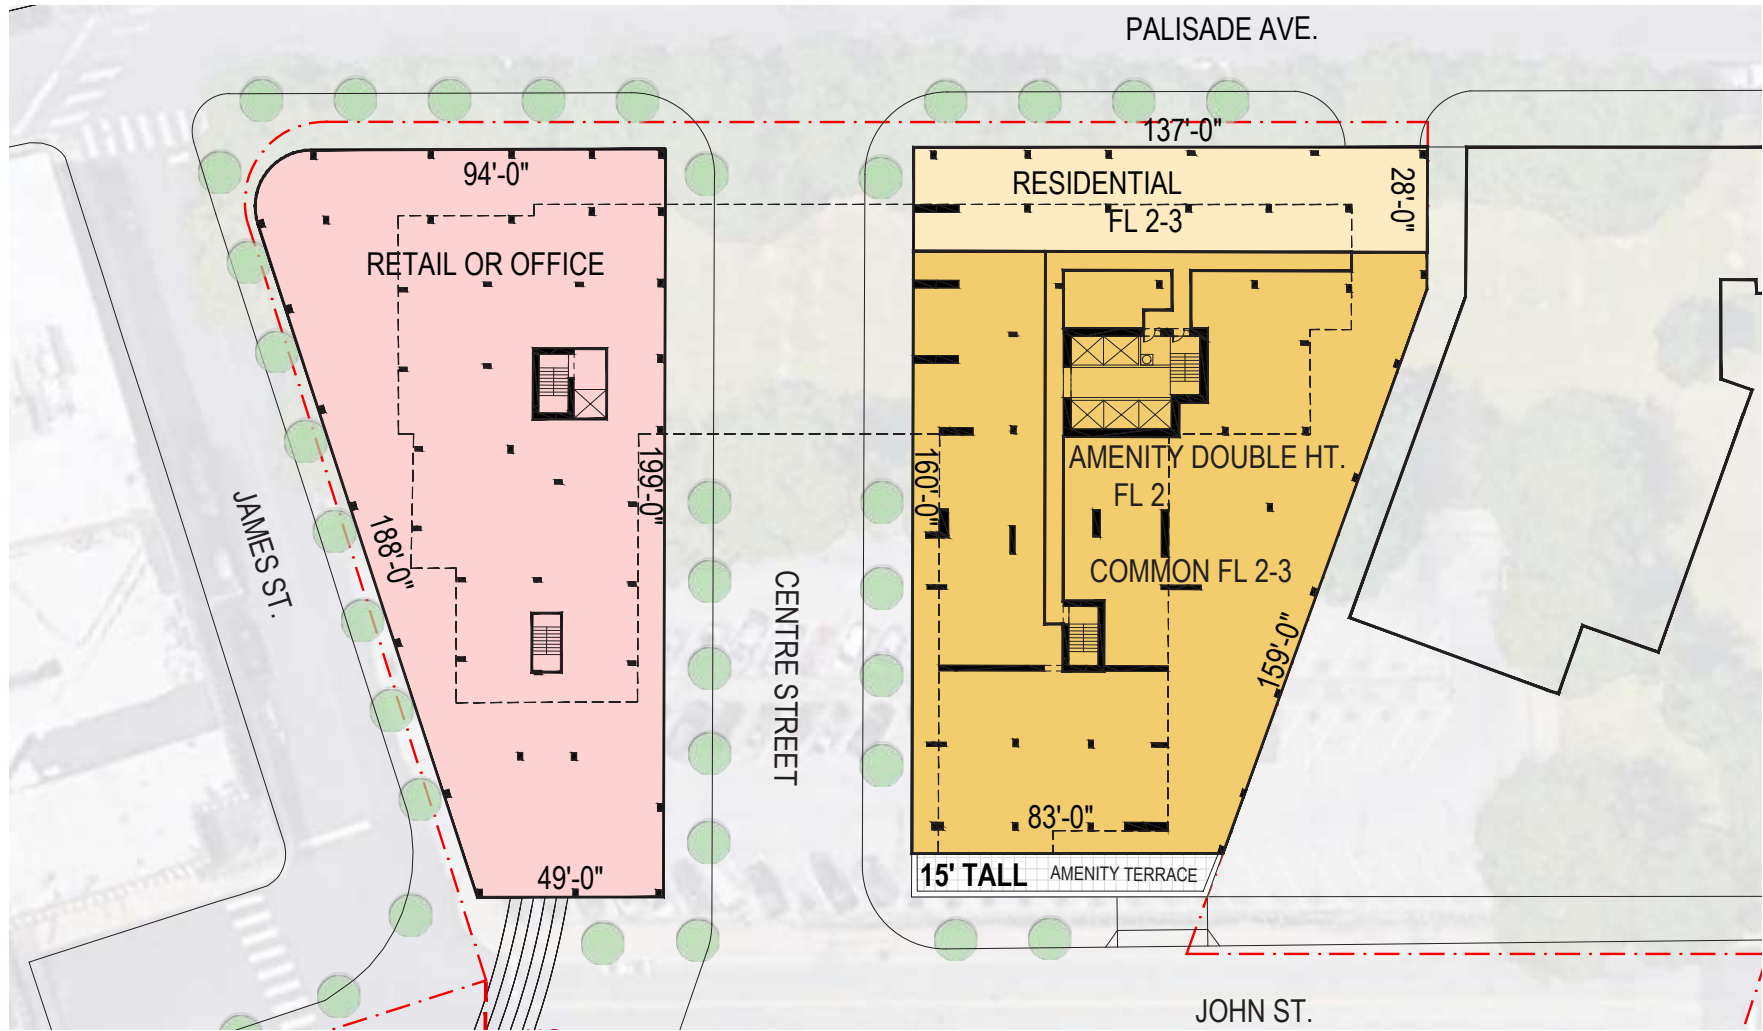 PALISADE AVE.
137'-0"
94'-0"
RESIDENTIAL
FL 2-3
28'-0"
RETAIL OR OFFICE
AMENITY DOUBLE HT.
FL 2
199'-0"
160'-0"
JAMES ST.
188'-0"
COMMON FL 2-3
CENTRE STREET
159'-0"
83'-0"
49'-0"
15' TALL
AMENITY TERRACE
JOHN ST.